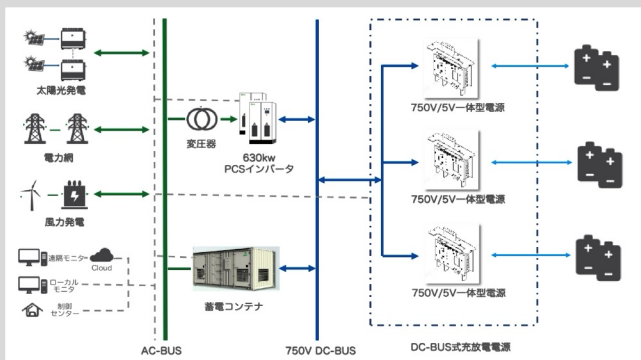 太陽光発電
電力網
風力発電
遠隔モニター
Cloud
ローカル
モニタ
制御
センター
変圧器
630kw
PCSインバータ
蓄電コンテナ
750V/5V一体型電源
750V/5V一体型電源
750V/5V一体型電源
AC-BUS
750V DC-BUS
DC-BUS式充放電電源